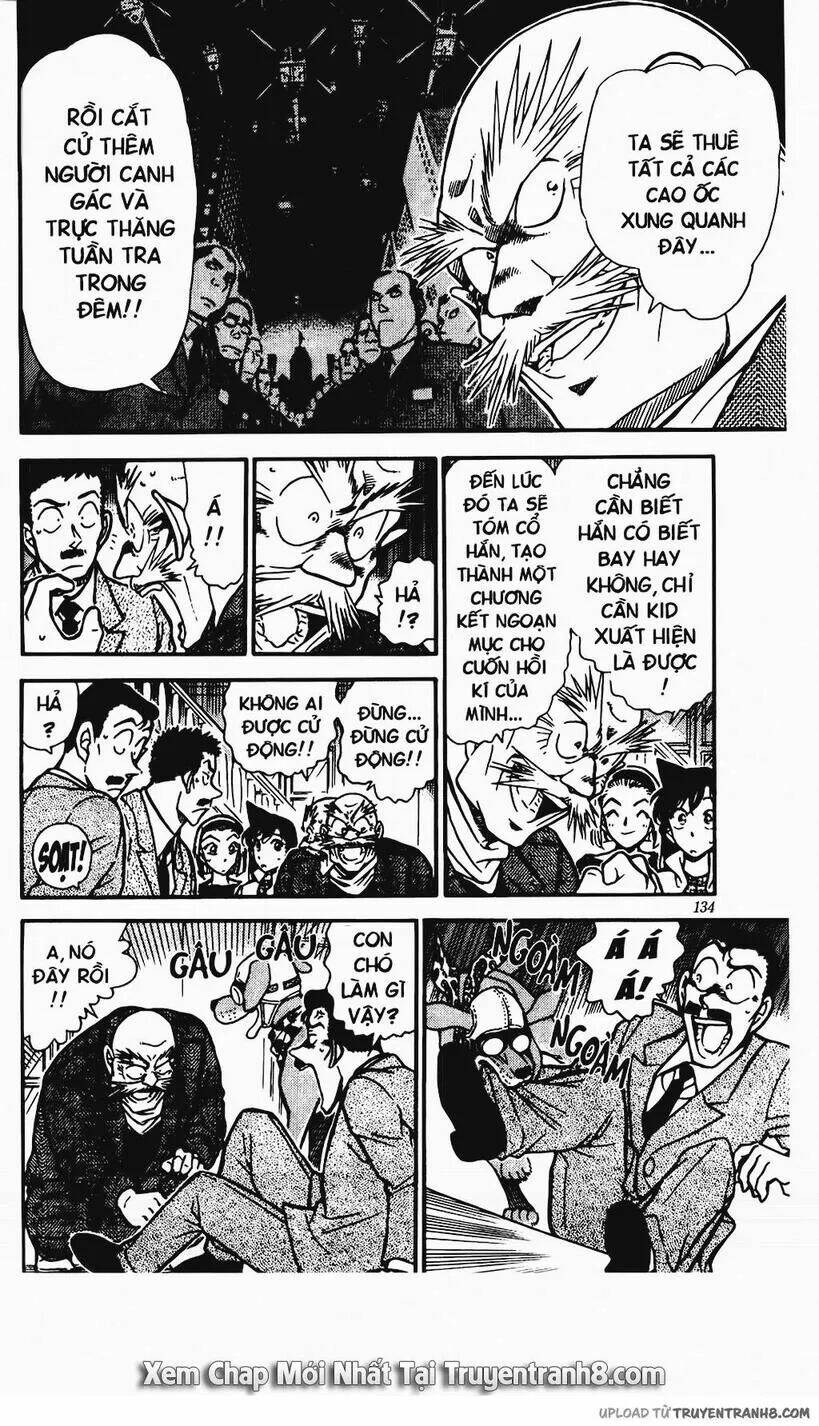 TA SẼ THUÊ
TẤT CẢ CÁC
CAO ỐC
XUNG QUANH
ĐÂY...
RỒI CẮT
CỬ THÊM
NGƯỜI CANH
GÁC VÀ
TRỰC THĂNG
TUẦN TRA
TRONG
ĐÊM!!
CHẲNG
CẦN BIẾT
HẮN CÓ BIẾT
BAY HAY
KHÔNG, CHỈ
CẦN KID
XUẤT HIỆN
LÀ ĐƯỢC
!
ĐẾN LÚC
ĐÓ TA SẼ
TÓM CỔ
HẮN, TẠO
THÀNH MỘT
CHƯƠNG
KẾT NGOẠN
MỤC CHO
CUỐN HỒI
KÍ CỦA
MÌNH...
HẢ
!?
Á
!!
ĐỪNG...
ĐỪNG CỬ
ĐỘNG!!
KHÔNG AI
ĐƯỢC CỬ
ĐỘNG!!
HẢ
?
SOẠT!
134
Á Á
Á!
NGOÀM
NGOÀM
CON
CHÓ
LÀM GÌ
VẬY?
GÂU GÂU
A, NÓ
ĐÂY RỒI
!!
Xem Chap Mới Nhất Tại Truyentranh8.com
UPLOAD TỪ TRUYENTRANH8.COM